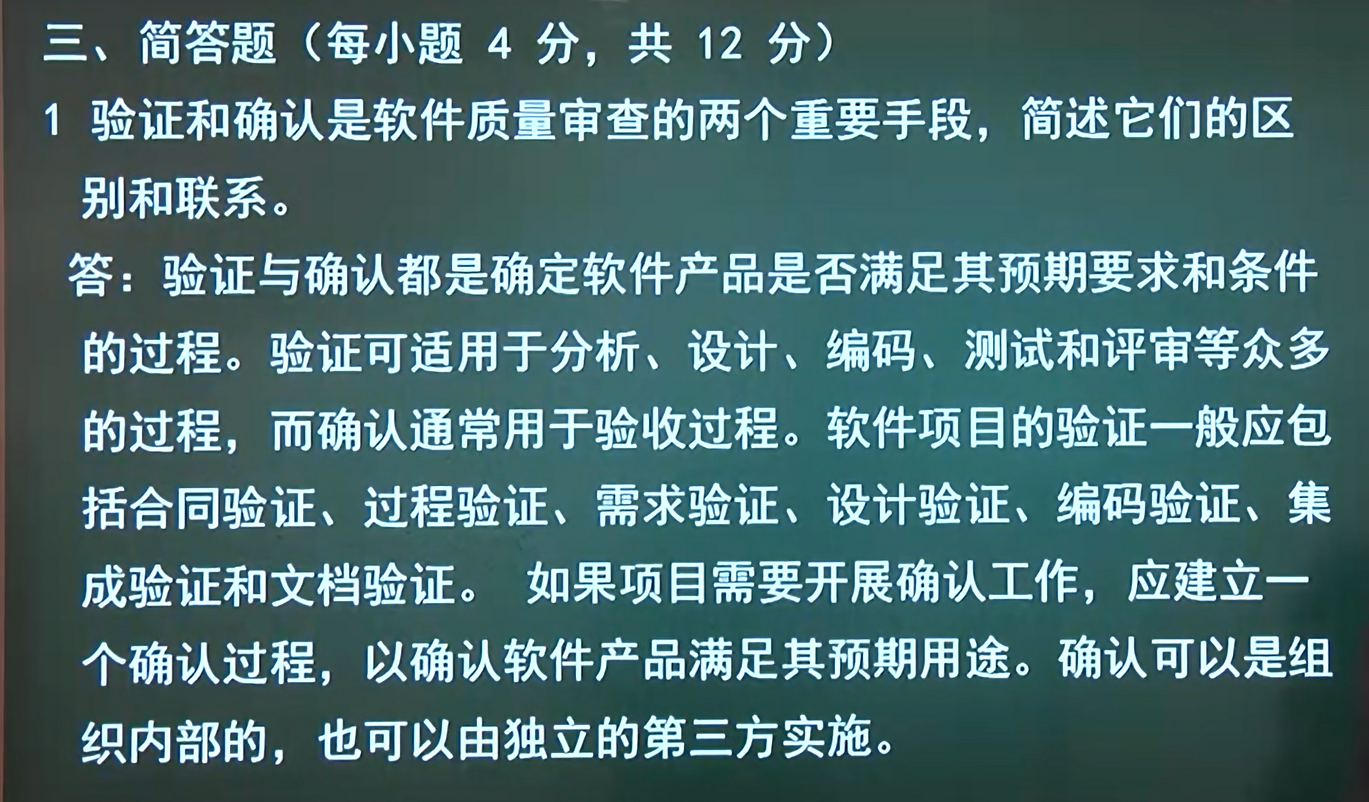 三、简答题（每小题 4 分，共 12 分）
1 验证和确认是软件质量审查的两个重要手段，简述它们的区
别和联系。
答：验证与确认都是确定软件产品是否满足其预期要求和条件
的过程。验证可适用于分析、设计、编码、测试和评审等众多
的过程，而确认通常用于验收过程。软件项目的验证一般应包
括合同验证、过程验证、需求验证、设计验证、编码验证、集
成验证和文档验证。 如果项目需要开展确认工作，应建立一
个确认过程，以确认软件产品满足其预期用途。确认可以是组
织内部的，也可以由独立的第三方实施。